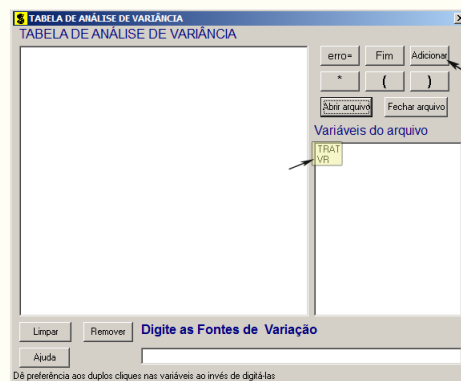 TABELA DE ANÁLISE DE VARIÂNCIA
TABELA DE ANÁLISE DE VARIÂNCIA
erro= Fim Adicionar
* ( )
Abrir arquivo Fechar arquivo
Variáveis do arquivo
TRAT
VR
Limpar Remover Digite as Fontes de Variação
Ajuda
Dê preferência aos duplos cliques nas variáveis ao invés de digitá-las